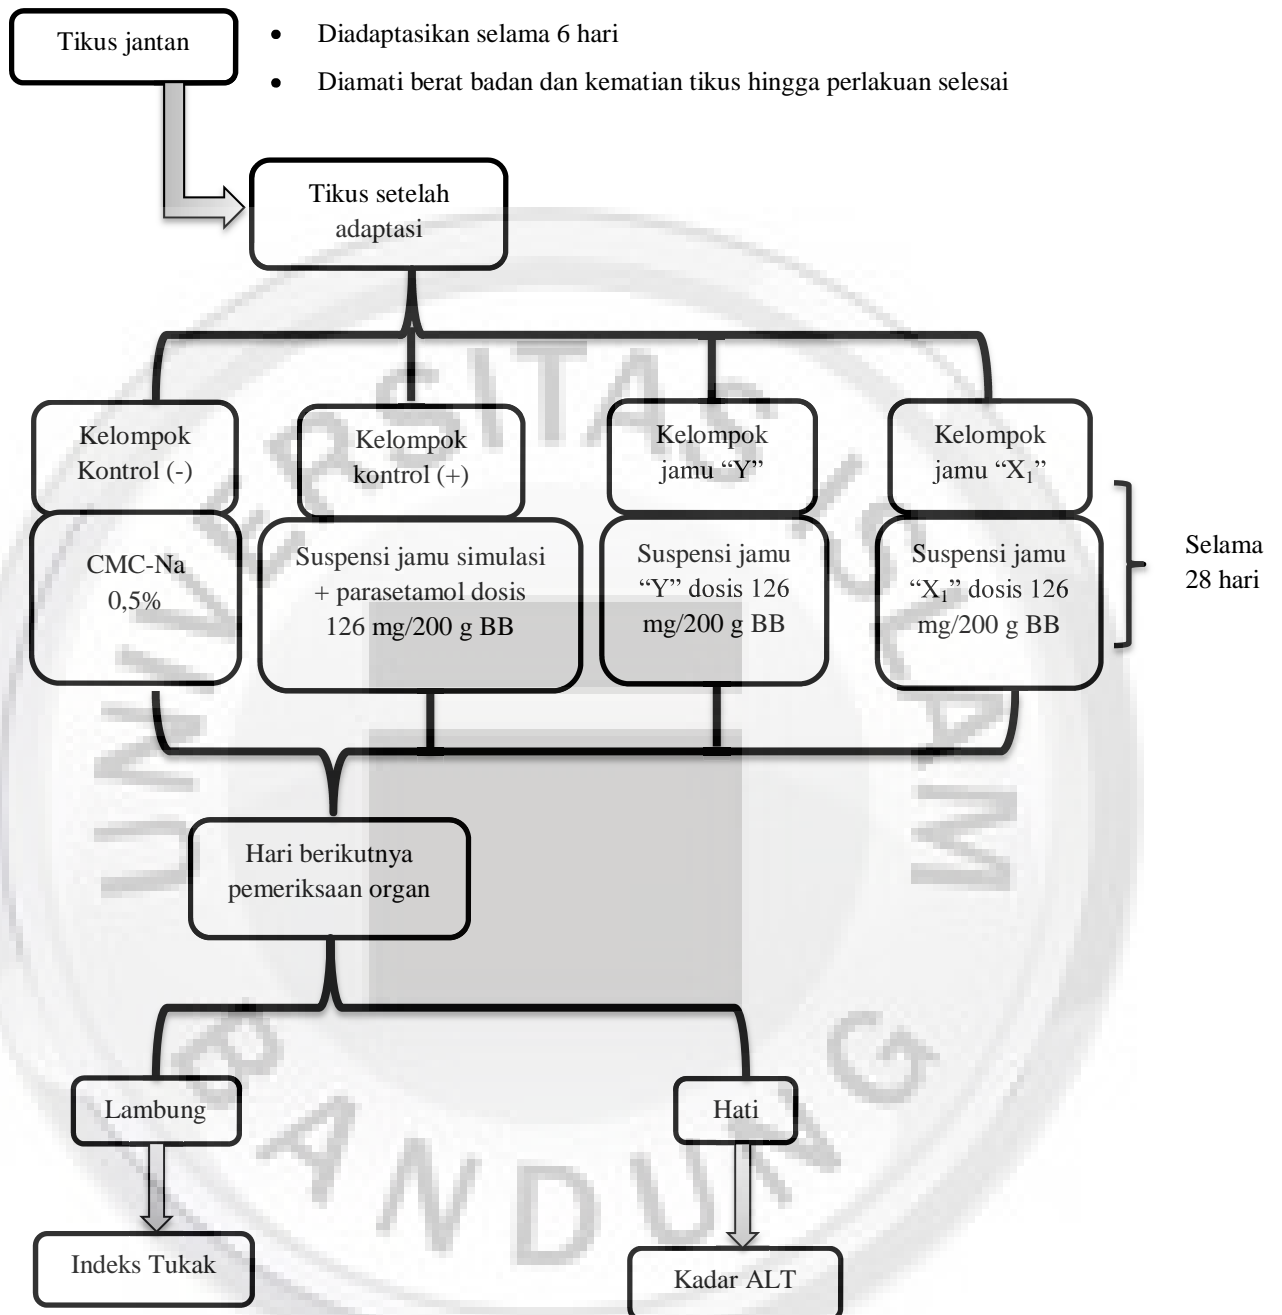 Tikus jantan
• Diadaptasikan selama 6 hari
• Diamati berat badan dan kematian tikus hingga perlakuan selesai
Tikus setelah
adaptasi
Kelompok
Kontrol (-)
Kelompok
kontrol (+)
Kelompok
jamu “Y”
Kelompok
jamu “X₁”
CMC-Na
0,5%
Suspensi jamu simulasi
+ parasetamol dosis
126 mg/200 g BB
Suspensi jamu
“Y” dosis 126
mg/200 g BB
Suspensi jamu
“X₁” dosis 126
mg/200 g BB
Selama
28 hari
Hari berikutnya
pemeriksaan organ
Lambung
Hati
Indeks Tukak
Kadar ALT
UNIVERSITAS ISLAM
BANDUNG